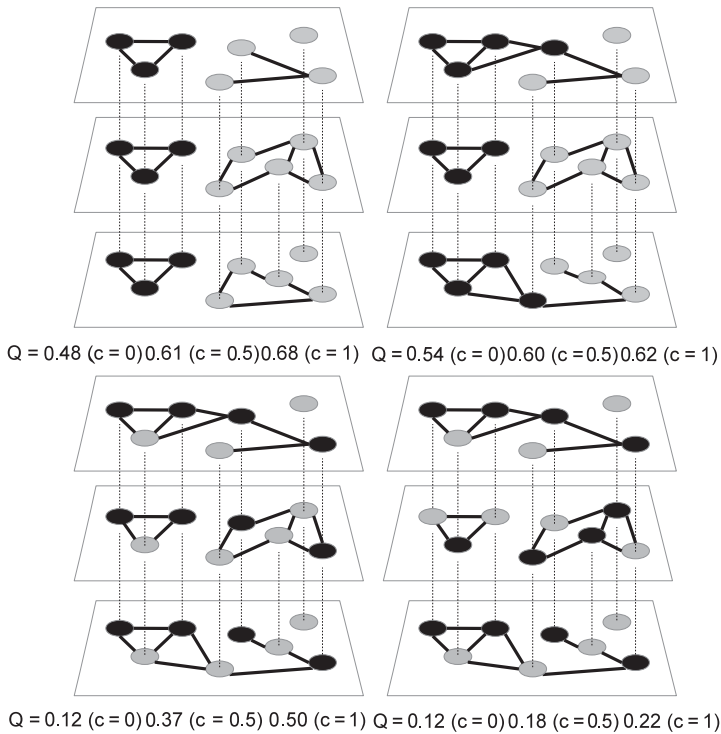 Q = 0.48 (c = 0) 0.61 (c = 0.5) 0.68 (c = 1)
Q = 0.54 (c = 0) 0.60 (c = 0.5) 0.62 (c = 1)
Q = 0.12 (c = 0) 0.37 (c = 0.5) 0.50 (c = 1)
Q = 0.12 (c = 0) 0.18 (c = 0.5) 0.22 (c = 1)